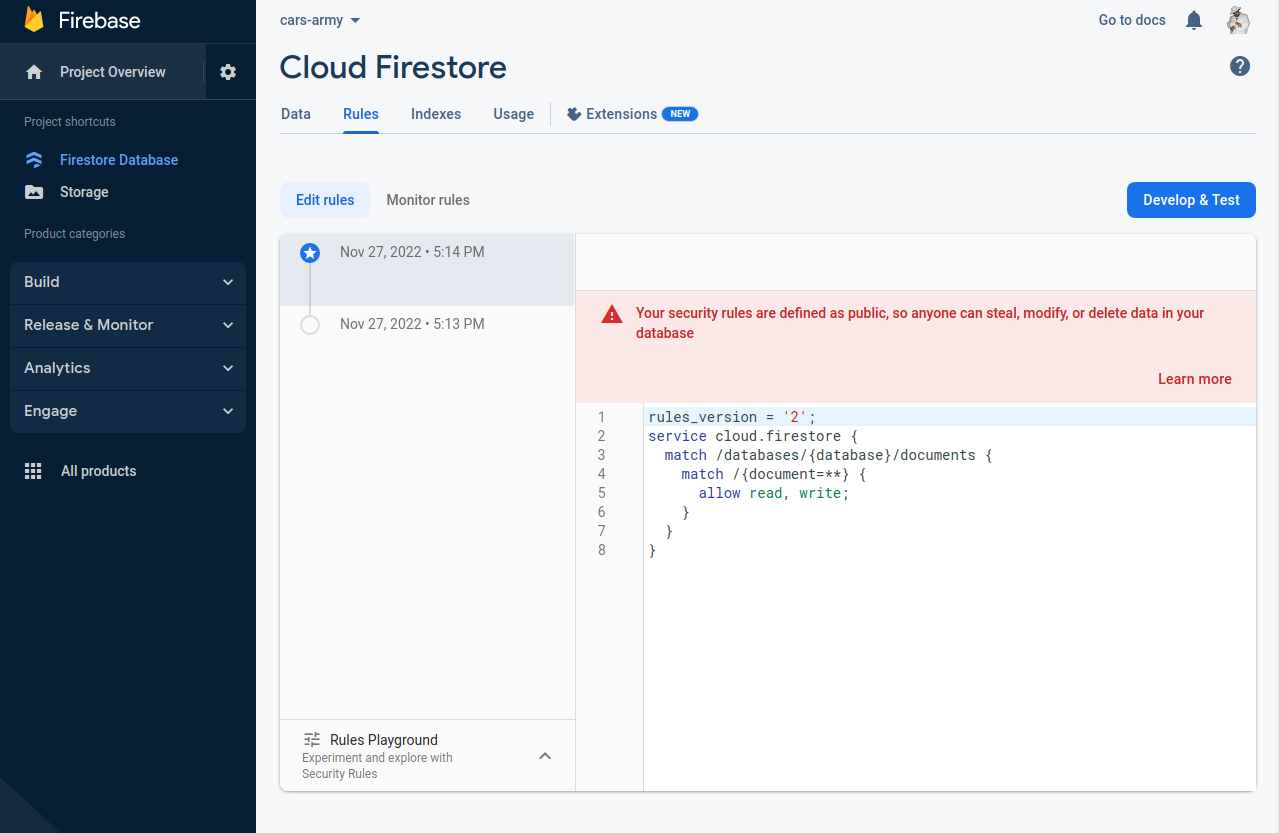 Firebase
Project Overview
Project shortcuts
Firestore Database
Storage
Product categories
Build
Release & Monitor
Analytics
Engage
All products
cars-army
Go to docs
Cloud Firestore
Data Rules Indexes Usage Extensions NEW
Edit rules Monitor rules Develop & Test
Nov 27, 2022 • 5:14 PM
Nov 27, 2022 • 5:13 PM
Rules Playground
Experiment and explore with
Security Rules
Your security rules are defined as public, so anyone can steal, modify, or delete data in your
database
Learn more
1 rules_version = '2';
2 service cloud.firestore {
3 match /databases/{database}/documents {
4 match /{document=**} {
5 allow read, write;
6 }
7 }
8 }